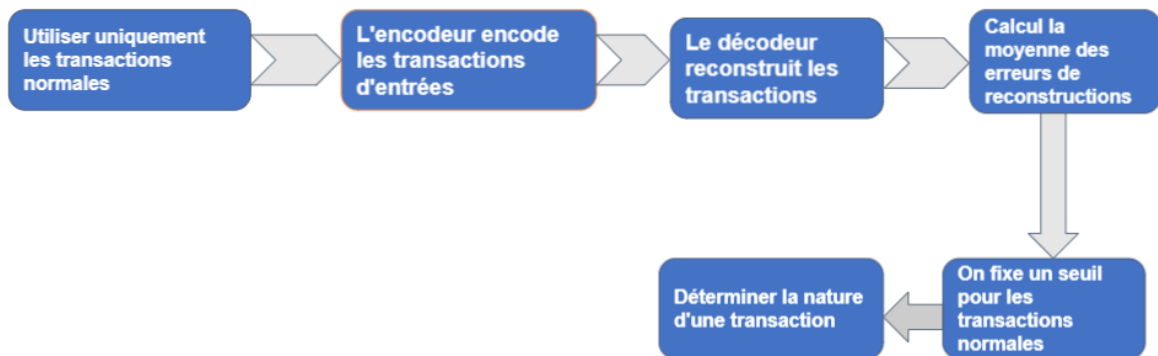 Utiliser uniquement
les transactions
normales
L'encodeur encode
les transactions
d'entrées
Le décodeur
reconstruit les
transactions
Calcul la
moyenne des
erreurs de
reconstructions
On fixe un seuil
pour les
transactions
normales
Déterminer la nature
d'une transaction